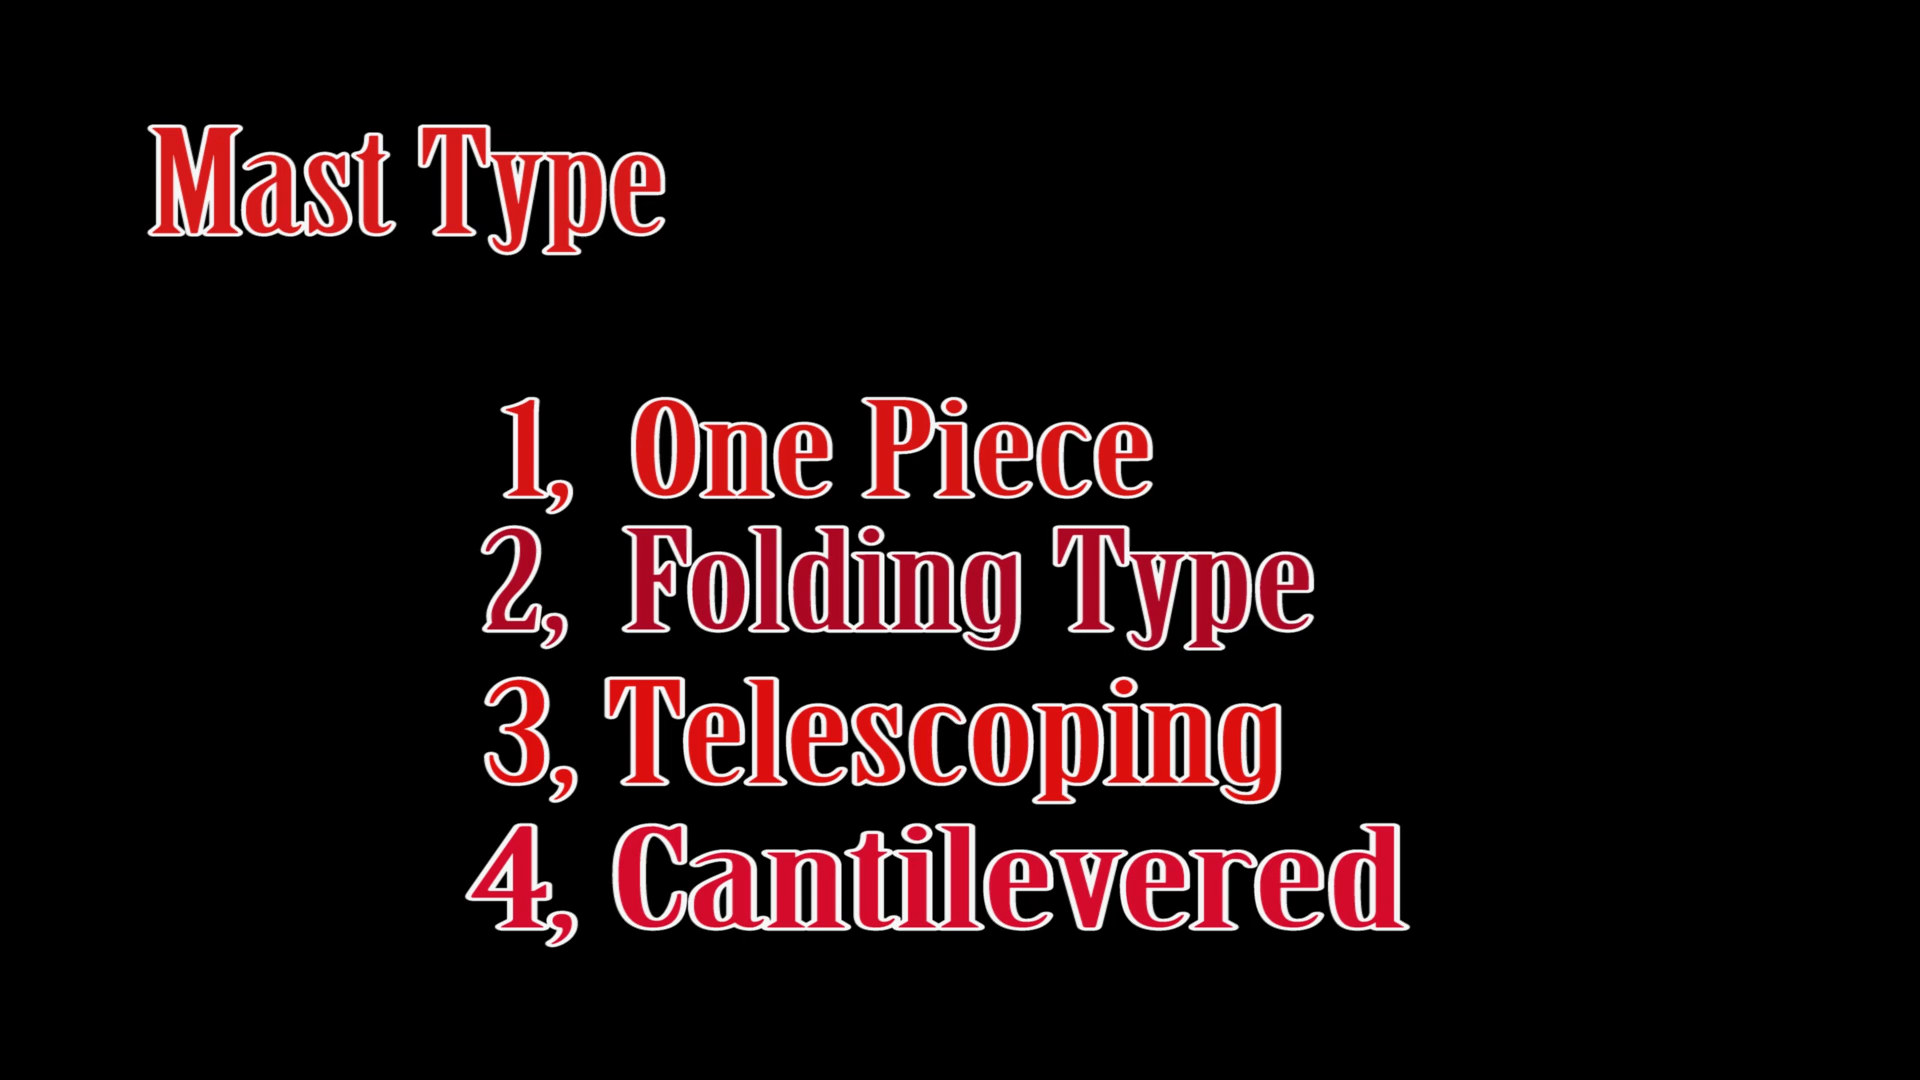 Mast Type
1, One Piece
2, Folding Type
3, Telescoping
4, Cantilevered